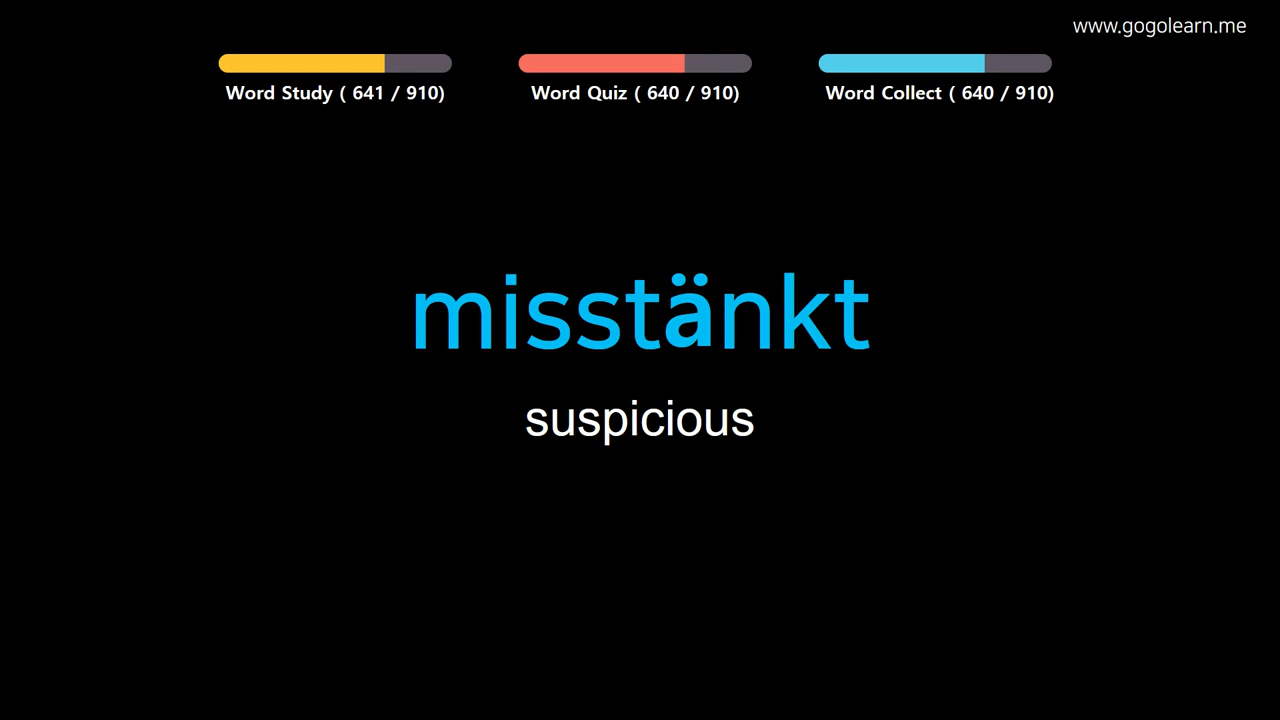 www.gogolearn.me
Word Study ( 641 / 910)
Word Quiz ( 640 / 910)
Word Collect ( 640 / 910)
misstänkt
suspicious